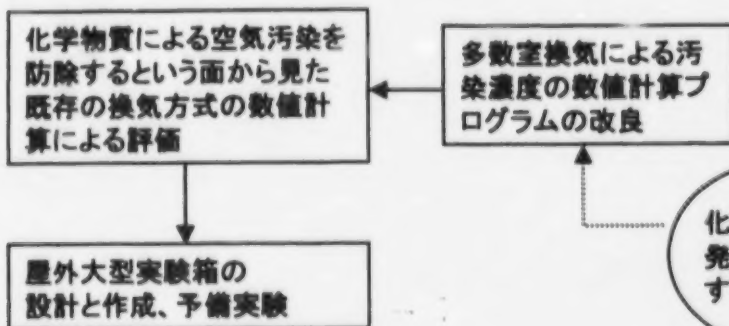 化学物質による空気汚染を
防除するという面から見た
既存の換気方式の数値計
算による評価
多数室換気による汚
染濃度の数値計算プ
ログラムの改良
屋外大型実験箱の
設計と作成、予備実験
化
発
す